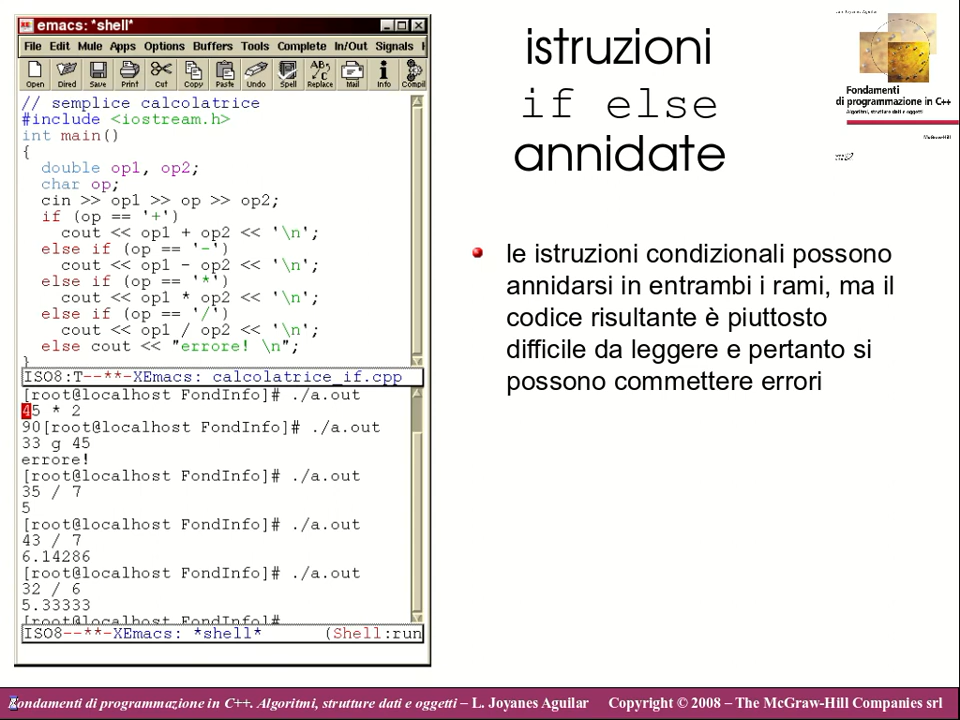 emacs: *shell*
File Edit Mule Apps Options Buffers Tools Complete In/Out Signals
Open Dired Save Print Cut Copy Paste Undo Spell Replace Mail Info Compil
// semplice calcolatrice
#include <iostream.h>
int main()
{
double op1, op2;
char op;
cin >> op1 >> op >> op2;
if (op == '+')
cout << op1 + op2 << '\n';
else if (op == '-')
cout << op1 - op2 << '\n';
else if (op == '*')
cout << op1 * op2 << '\n';
else if (op == '/')
cout << op1 / op2 << '\n';
else cout << "errore! \n";
}
ISO8:T--**-XEmacs: calcolatrice_if.cpp
[root@localhost FondInfo]# ./a.out
45 * 2
90[root@localhost FondInfo]# ./a.out
33 g 45
errore!
[root@localhost FondInfo]# ./a.out
35 / 7
5
[root@localhost FondInfo]# ./a.out
43 / 7
6.14286
[root@localhost FondInfo]# ./a.out
32 / 6
5.33333
[root@localhost FondInfo]#
ISO8--**-XEmacs: *shell* (Shell:run
istruzioni
if else
annidate
le istruzioni condizionali possono
annidarsi in entrambi i rami, ma il
codice risultante è piuttosto
difficile da leggere e pertanto si
possono commettere errori
Luis Joyanes Aguilar
Fondamenti
di programmazione in C++
Algoritmi, strutture dati e oggetti
McGraw-Hill
Fondamenti di programmazione in C++. Algoritmi, strutture dati e oggetti – L. Joyanes Aguilar Copyright © 2008 – The McGraw-Hill Companies srl